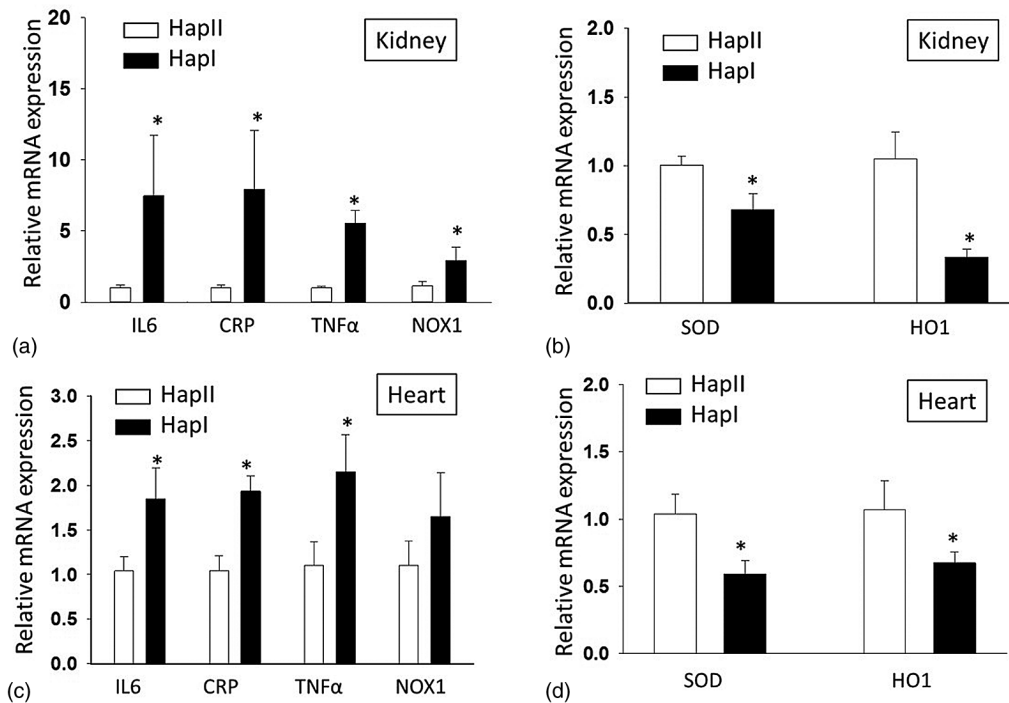 HapII
HapI
Kidney
Relative mRNA expression
20
15
10
5
0
*
*
*
*
IL6 CRP TNFα NOX1
(a)
HapII
HapI
Kidney
Relative mRNA expression
2.0
1.5
1.0
0.5
0.0
*
*
SOD HO1
(b)
HapII
HapI
Heart
Relative mRNA expression
3.0
2.5
2.0
1.5
1.0
0.5
0.0
*
*
*
IL6 CRP TNFα NOX1
(c)
HapII
HapI
Heart
Relative mRNA expression
2.0
1.5
1.0
0.5
0.0
*
*
SOD HO1
(d)